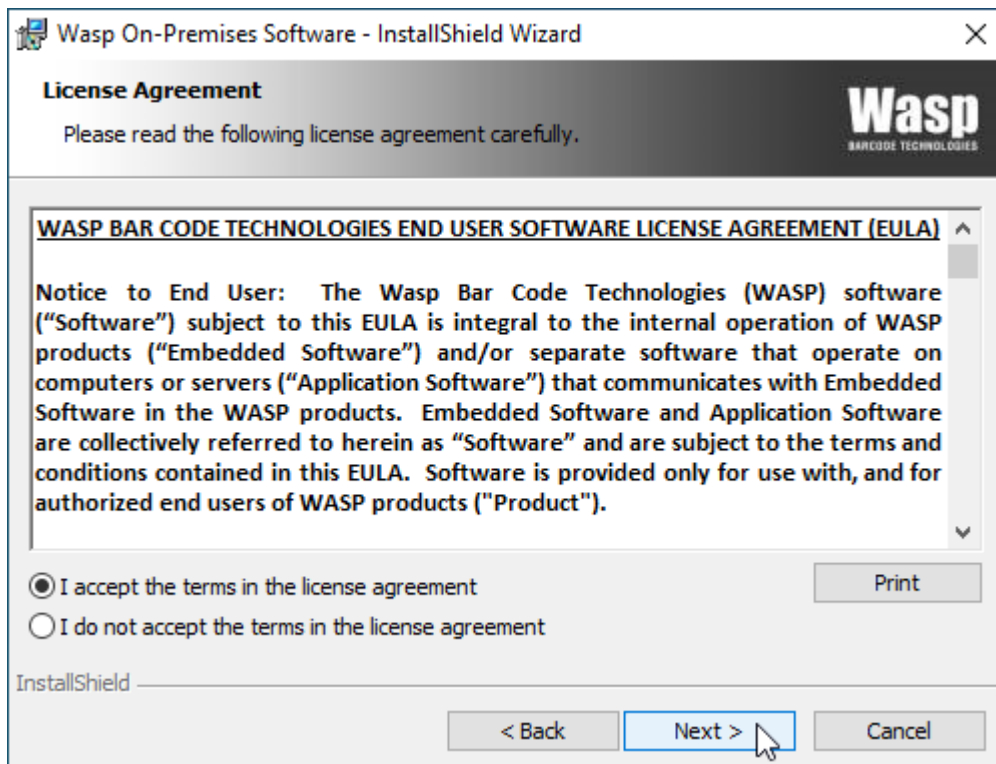 Wasp On-Premises Software - InstallShield Wizard
License Agreement
Please read the following license agreement carefully.
Wasp
BARCODE TECHNOLOGIES
WASP BAR CODE TECHNOLOGIES END USER SOFTWARE LICENSE AGREEMENT (EULA)
Notice to End User: The Wasp Bar Code Technologies (WASP) software
(“Software”) subject to this EULA is integral to the internal operation of WASP
products (“Embedded Software”) and/or separate software that operate on
computers or servers (“Application Software”) that communicates with Embedded
Software in the WASP products. Embedded Software and Application Software
are collectively referred to herein as “Software” and are subject to the terms and
conditions contained in this EULA. Software is provided only for use with, and for
authorized end users of WASP products ("Product").
I accept the terms in the license agreement
Print
I do not accept the terms in the license agreement
InstallShield
< Back
Next >
Cancel